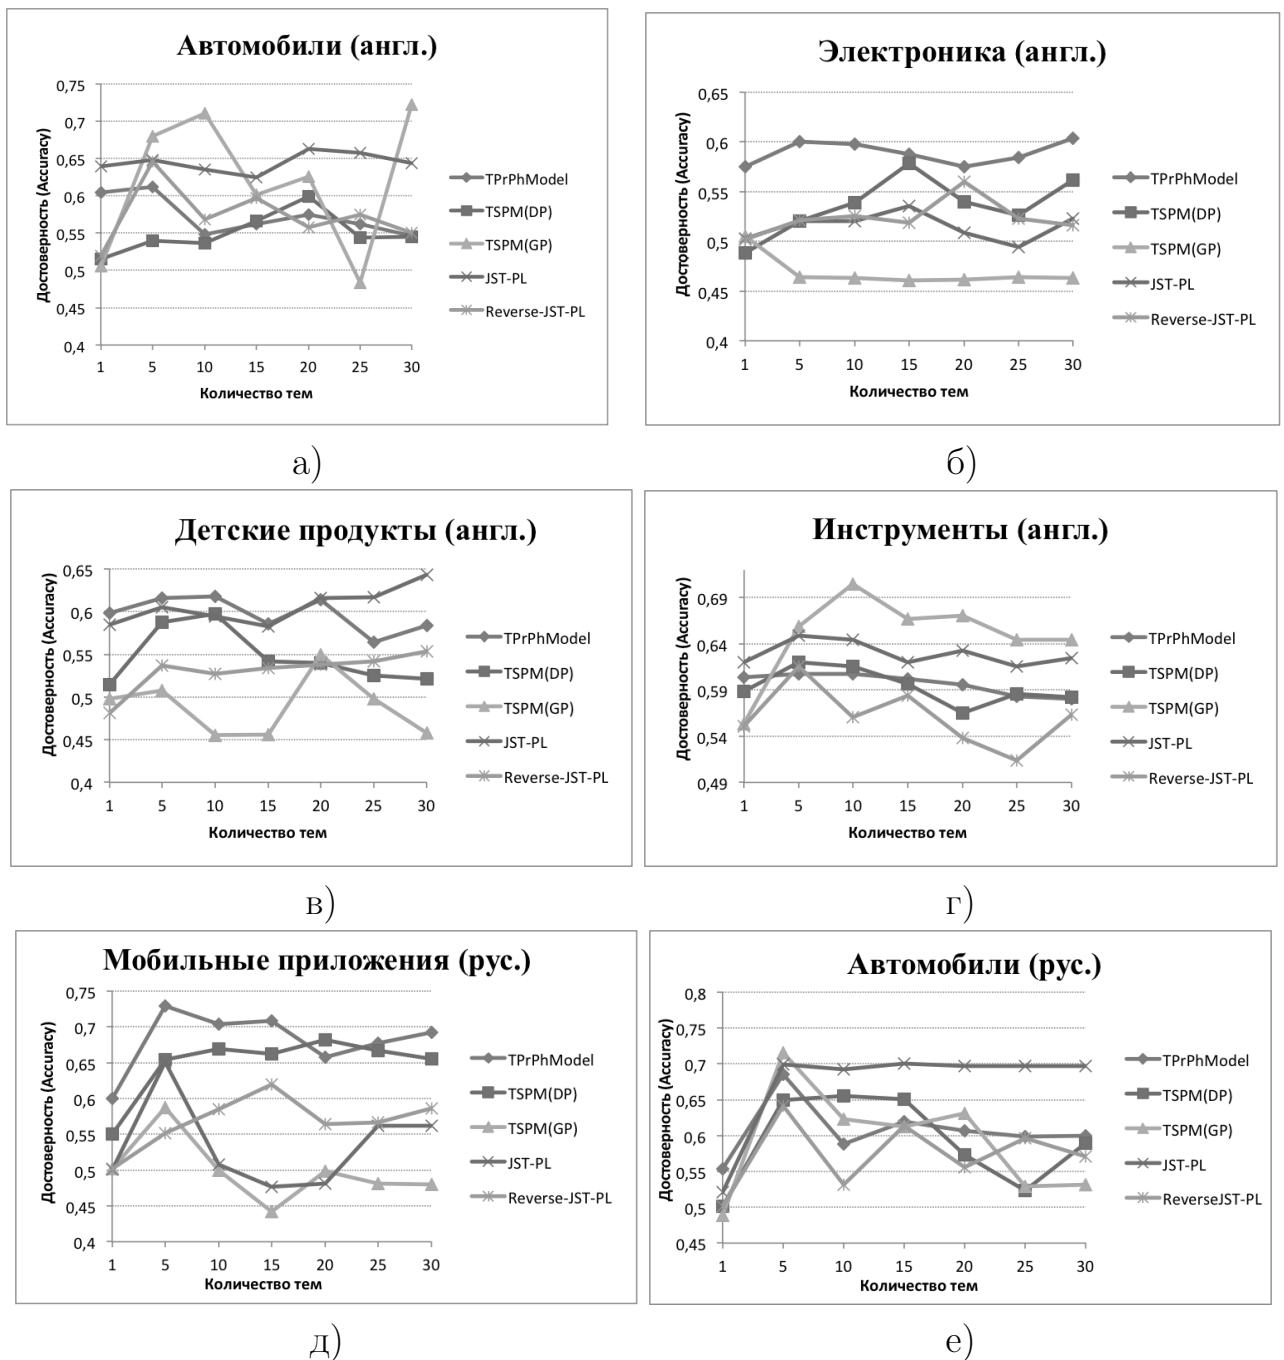 Автомобили (англ.)
Достоверность (Accuracy)
0,75
0,7
0,65
0,6
0,55
0,5
0,45
0,4
1 5 10 15 20 25 30
Количество тем
TPrPhModel
TSPM(DP)
TSPM(GP)
JST-PL
Reverse-JST-PL
а)
Электроника (англ.)
Достоверность (Accuracy)
0,65
0,6
0,55
0,5
0,45
0,4
1 5 10 15 20 25 30
Количество тем
TPrPhModel
TSPM(DP)
TSPM(GP)
JST-PL
Reverse-JST-PL
б)
Детские продукты (англ.)
Достоверность (Accuracy)
0,65
0,6
0,55
0,5
0,45
0,4
1 5 10 15 20 25 30
Количество тем
TPrPhModel
TSPM(DP)
TSPM(GP)
JST-PL
Reverse-JST-PL
в)
Инструменты (англ.)
Достоверность (Accuracy)
0,69
0,64
0,59
0,54
0,49
1 5 10 15 20 25 30
Количество тем
TPrPhModel
TSPM(DP)
TSPM(GP)
JST-PL
Reverse-JST-PL
г)
Мобильные приложения (рус.)
Достоверность (Accuracy)
0,75
0,7
0,65
0,6
0,55
0,5
0,45
0,4
1 5 10 15 20 25 30
Количество тем
TPrPhModel
TSPM(DP)
TSPM(GP)
JST-PL
Reverse-JST-PL
д)
Автомобили (рус.)
Достоверность (Accuracy)
0,8
0,75
0,7
0,65
0,6
0,55
0,5
0,45
1 5 10 15 20 25 30
Количество тем
TPrPhModel
TSPM(DP)
TSPM(GP)
JST-PL
ReverseJST-PL
е)